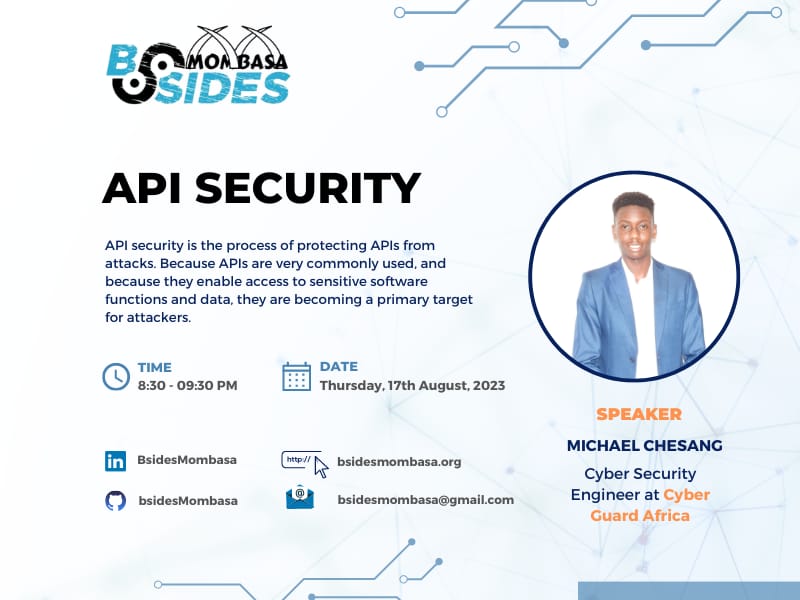 BSIDES
MOMBASA
API SECURITY
API security is the process of protecting APIs from
attacks. Because APIs are very commonly used, and
because they enable access to sensitive software
functions and data, they are becoming a primary target
for attackers.
TIME
8:30 - 09:30 PM
DATE
Thursday, 17th August, 2023
BsidesMombasa
http://
bsidesmombasa.org
bsidesMombasa
@
bsidesmombasa@gmail.com
SPEAKER
MICHAEL CHESANG
Cyber Security
Engineer at Cyber
Guard Africa